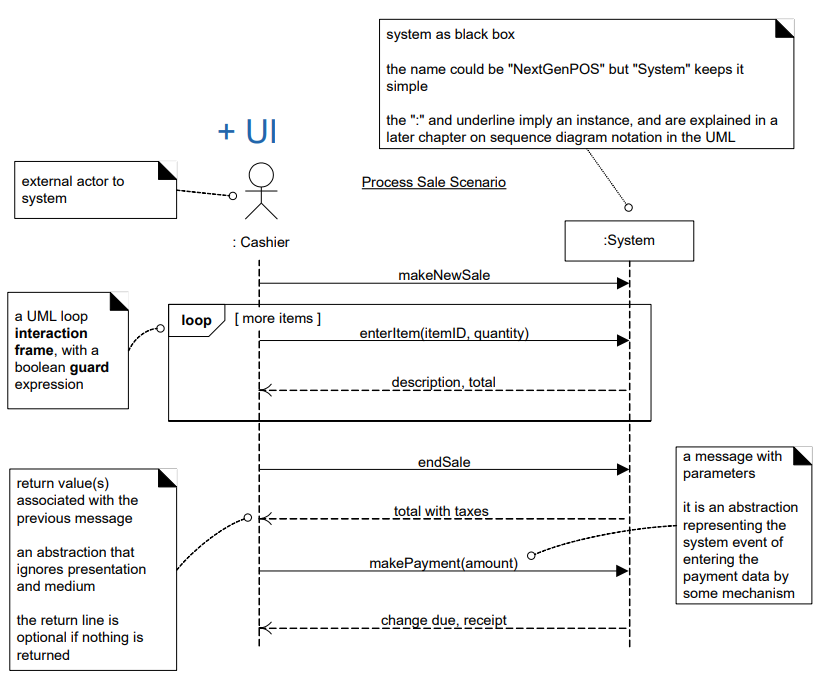 system as black box
the name could be "NextGenPOS" but "System" keeps it
simple
the ":" and underline imply an instance, and are explained in a
later chapter on sequence diagram notation in the UML
+ UI
external actor to
system
Process Sale Scenario
: Cashier
:System
makeNewSale
a UML loop
interaction
frame, with a
boolean guard
expression
loop
[ more items ]
enterItem(itemID, quantity)
description, total
endSale
a message with
parameters
it is an abstraction
representing the
system event of
entering the
payment data by
some mechanism
return value(s)
associated with the
previous message
an abstraction that
ignores presentation
and medium
the return line is
optional if nothing is
returned
total with taxes
makePayment(amount)
change due, receipt